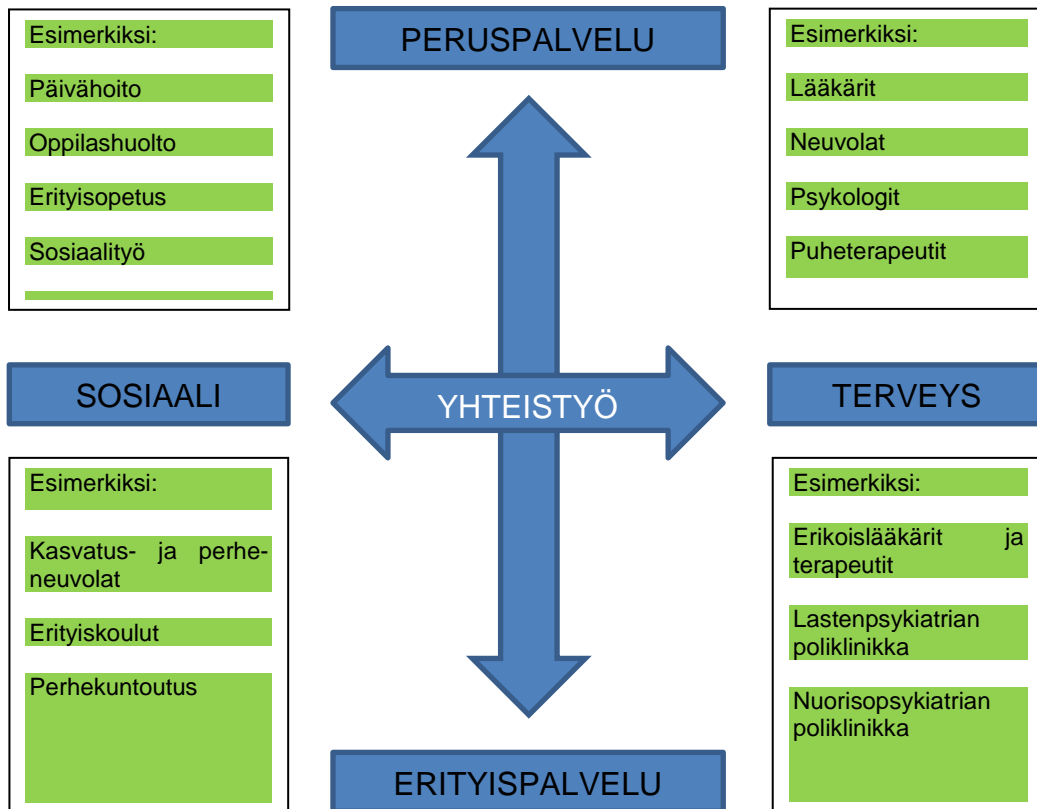 PERUSPALVELU
Esimerkiksi:
Päivähoito
Oppilashuolto
Erityisopetus
Sosiaalityö
Esimerkiksi:
Lääkärit
Neuvolat
Psykologit
Puheterapeutit
SOSIAALI
YHTEISTYÖ
TERVEYS
Esimerkiksi:
Kasvatus- ja perhe-
neuvolat
Erityiskoulut
Perhekuntoutus
Esimerkiksi:
Erikoislääkärit ja
terapeutit
Lastenpsykiatrian
poliklinikka
Nuorisopsykiatrian
poliklinikka
ERITYISPALVELU